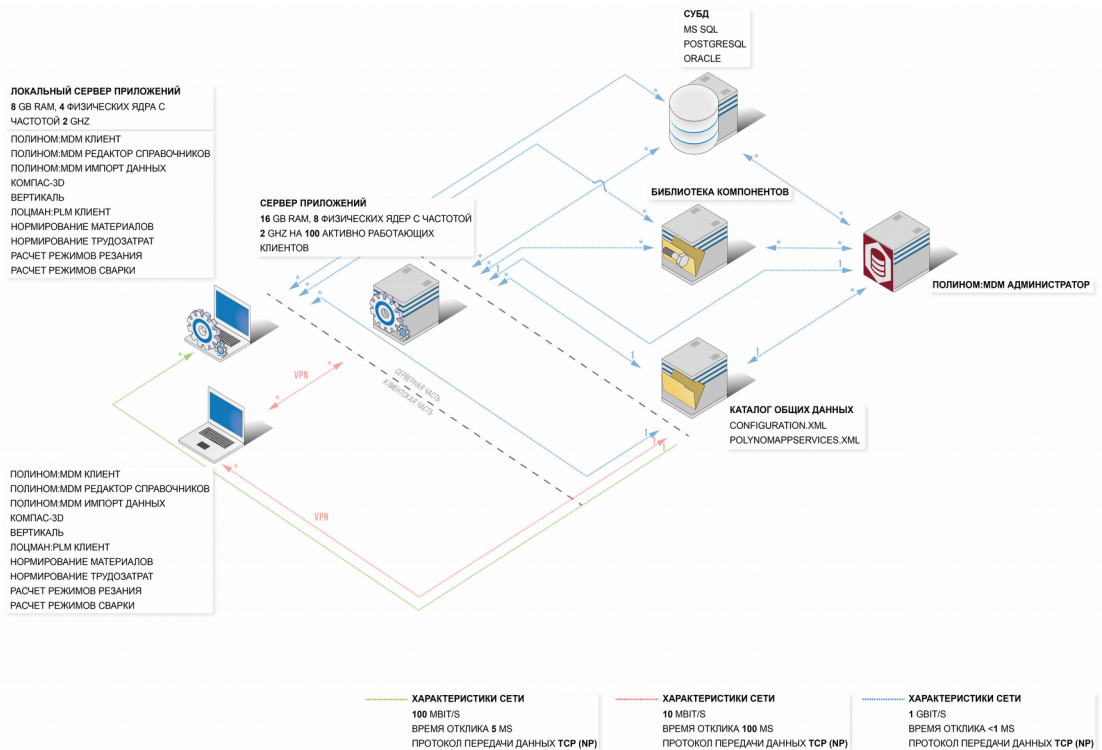 СУБД
MS SQL
POSTGRESQL
ORACLE
ЛОКАЛЬНЫЙ СЕРВЕР ПРИЛОЖЕНИЙ
8 GB RAM, 4 ФИЗИЧЕСКИХ ЯДРА С
ЧАСТОТОЙ 2 GHZ
ПОЛИНОМ:MDM КЛИЕНТ
ПОЛИНОМ:MDM РЕДАКТОР СПРАВОЧНИКОВ
ПОЛИНОМ:MDM ИМПОРТ ДАННЫХ
КОМПАС-3D
ВЕРТИКАЛЬ
ЛОЦМАН:PLM КЛИЕНТ
НОРМИРОВАНИЕ МАТЕРИАЛОВ
НОРМИРОВАНИЕ ТРУДОЗАТРАТ
РАСЧЕТ РЕЖИМОВ РЕЗАНИЯ
РАСЧЕТ РЕЖИМОВ СВАРКИ
СЕРВЕР ПРИЛОЖЕНИЙ
16 GB RAM, 8 ФИЗИЧЕСКИХ ЯДЕР С ЧАСТОТОЙ
2 GHZ НА 100 АКТИВНО РАБОТАЮЩИХ
КЛИЕНТОВ
БИБЛИОТЕКА КОМПОНЕНТОВ
* * * * * * * * * * * * * * *
1
1
ПОЛИНОМ:MDM АДМИНИСТРАТОР
1
1
VPN
СЕРВЕРНАЯ ЧАСТЬ
КЛИЕНТСКАЯ ЧАСТЬ
КАТАЛОГ ОБЩИХ ДАННЫХ
CONFIGURATION.XML
POLYNOMAPPSERVICES.XML
1
1
1
VPN
ПОЛИНОМ:MDM КЛИЕНТ
ПОЛИНОМ:MDM РЕДАКТОР СПРАВОЧНИКОВ
ПОЛИНОМ:MDM ИМПОРТ ДАННЫХ
КОМПАС-3D
ВЕРТИКАЛЬ
ЛОЦМАН:PLM КЛИЕНТ
НОРМИРОВАНИЕ МАТЕРИАЛОВ
НОРМИРОВАНИЕ ТРУДОЗАТРАТ
РАСЧЕТ РЕЖИМОВ РЕЗАНИЯ
РАСЧЕТ РЕЖИМОВ СВАРКИ
ХАРАКТЕРИСТИКИ СЕТИ
100 MBIT/S
ВРЕМЯ ОТКЛИКА 5 MS
ПРОТОКОЛ ПЕРЕДАЧИ ДАННЫХ TCP (NP)
ХАРАКТЕРИСТИКИ СЕТИ
10 MBIT/S
ВРЕМЯ ОТКЛИКА 100 MS
ПРОТОКОЛ ПЕРЕДАЧИ ДАННЫХ TCP (NP)
ХАРАКТЕРИСТИКИ СЕТИ
1 GBIT/S
ВРЕМЯ ОТКЛИКА <1 MS
ПРОТОКОЛ ПЕРЕДАЧИ ДАННЫХ TCP (NP)